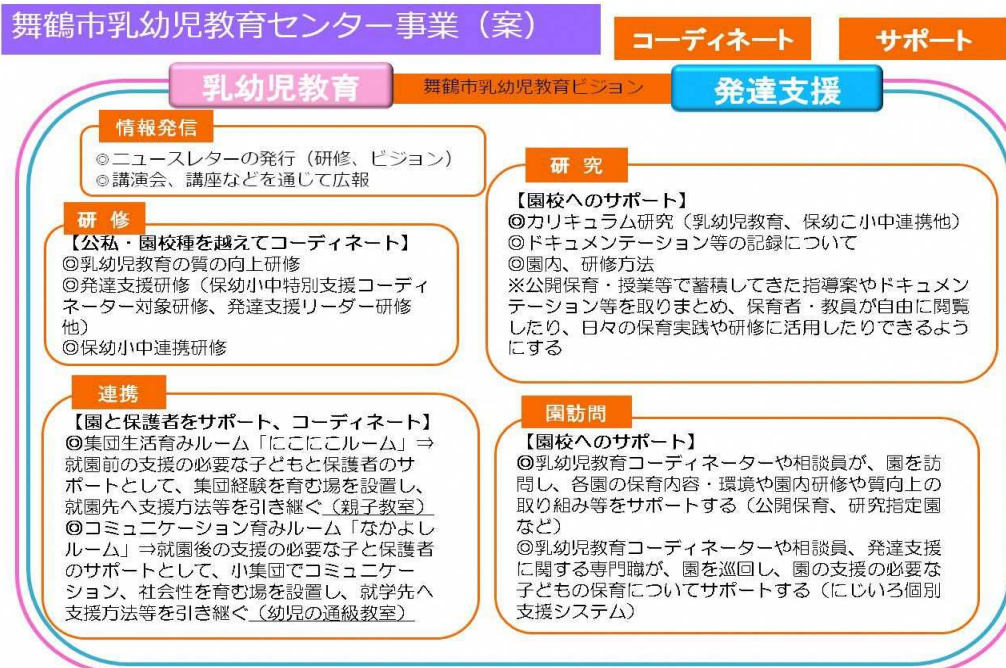 舞鶴市乳幼児教育センター事業（案）
コーディネート
サポート
乳幼児教育
舞鶴市乳幼児教育ビジョン
発達支援
情報発信
◎ニュースレターの発行（研修、ビジョン）
◎講演会、講座などを通じて広報
研 修
【公私・園校種を越えてコーディネート】
◎乳幼児教育の質の向上研修
◎発達支援研修（保幼小中特別支援コーディ
ネーター対象研修、発達支援リーダー研修
他）
◎保幼小中連携研修
連携
【園と保護者をサポート、コーディネート】
◎集団生活育みルーム「にこにこルーム」⇒
就園前の支援の必要な子どもと保護者のサ
ポートとして、集団経験を育む場を設置し、
就園先へ支援方法等を引き継ぐ（親子教室）
◎コミュニケーション育みルーム「なかよし
ルーム」⇒就園後の支援の必要な子と保護者
のサポートとして、小集団でコミュニケー
ション、社会性を育む場を設置し、就学先へ
支援方法等を引き継ぐ（幼児の通級教室）
研 究
【園校へのサポート】
◎カリキュラム研究（乳幼児教育、保幼こ小中連携他）
◎ドキュメンテーション等の記録について
◎園内、研修方法
※公開保育・授業等で蓄積してきた指導案やドキュメン
テーション等を取りまとめ、保育者・教員が自由に閲覧
したり、日々の保育実践や研修に活用したりできるよう
にする
園訪問
【園校へのサポート】
◎乳幼児教育コーディネーターや相談員が、園を訪
問し、各園の保育内容・環境や園内研修や質向上の
取り組み等をサポートする（公開保育、研究指定園
など）
◎乳幼児教育コーディネーターや相談員、発達支援
に関する専門職が、園を巡回し、園の支援の必要な
子どもの保育についてサポートする（にじいろ個別
支援システム）